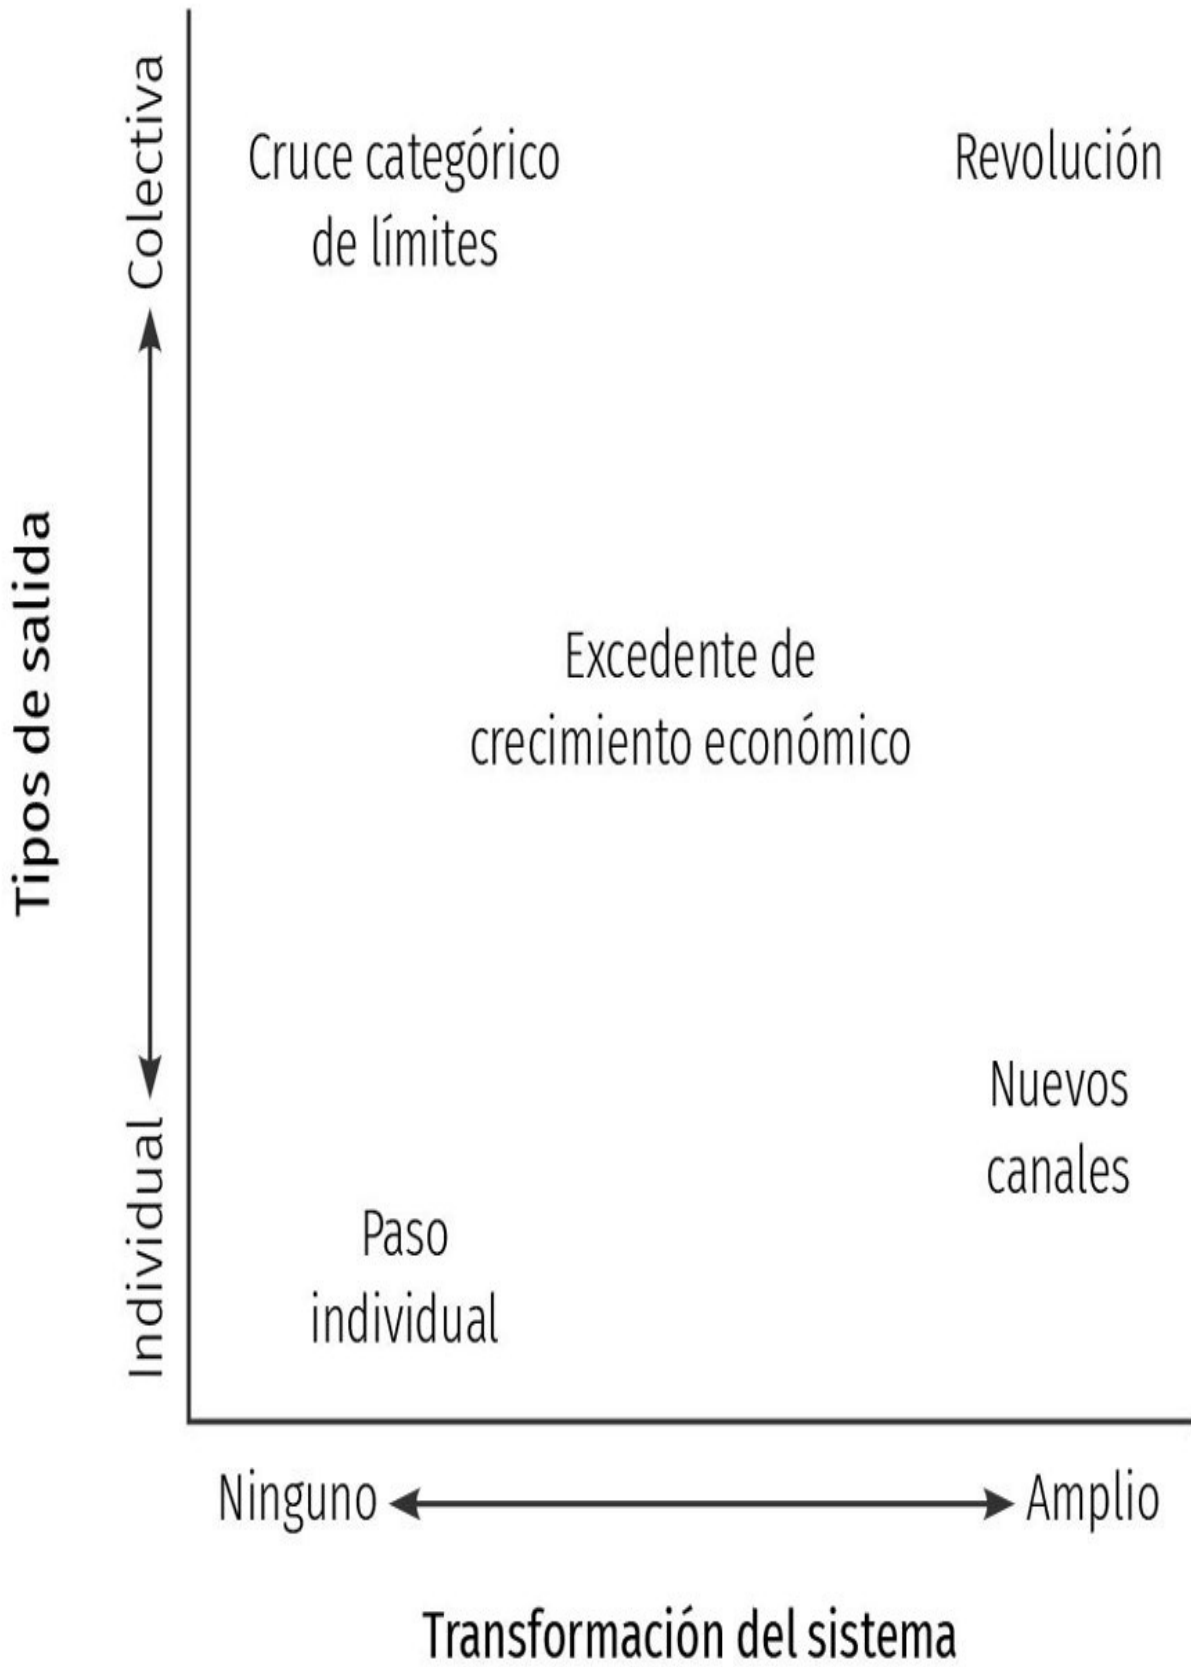 Tipos de salida
Colectiva
Individual
Cruce categórico
de límites
Revolución
Excedente de
crecimiento económico
Nuevos
canales
Paso
individual
Ninguno
Amplio
Transformación del sistema